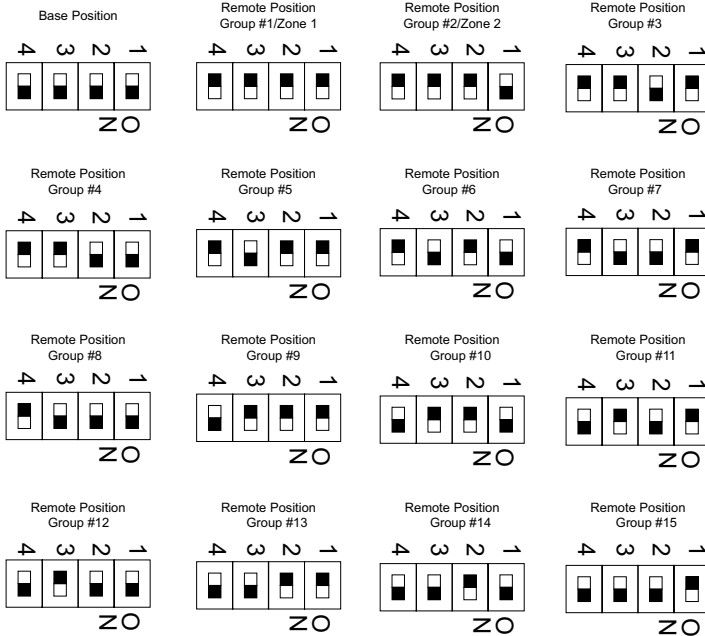 Base Position
4 3 2 1
ON
Remote Position
Group #1/Zone 1
4 3 2 1
ON
Remote Position
Group #2/Zone 2
4 3 2 1
ON
Remote Position
Group #3
4 3 2 1
ON
Remote Position
Group #4
4 3 2 1
ON
Remote Position
Group #5
4 3 2 1
ON
Remote Position
Group #6
4 3 2 1
ON
Remote Position
Group #7
4 3 2 1
ON
Remote Position
Group #8
4 3 2 1
ON
Remote Position
Group #9
4 3 2 1
ON
Remote Position
Group #10
4 3 2 1
ON
Remote Position
Group #11
4 3 2 1
ON
Remote Position
Group #12
4 3 2 1
ON
Remote Position
Group #13
4 3 2 1
ON
Remote Position
Group #14
4 3 2 1
ON
Remote Position
Group #15
4 3 2 1
ON